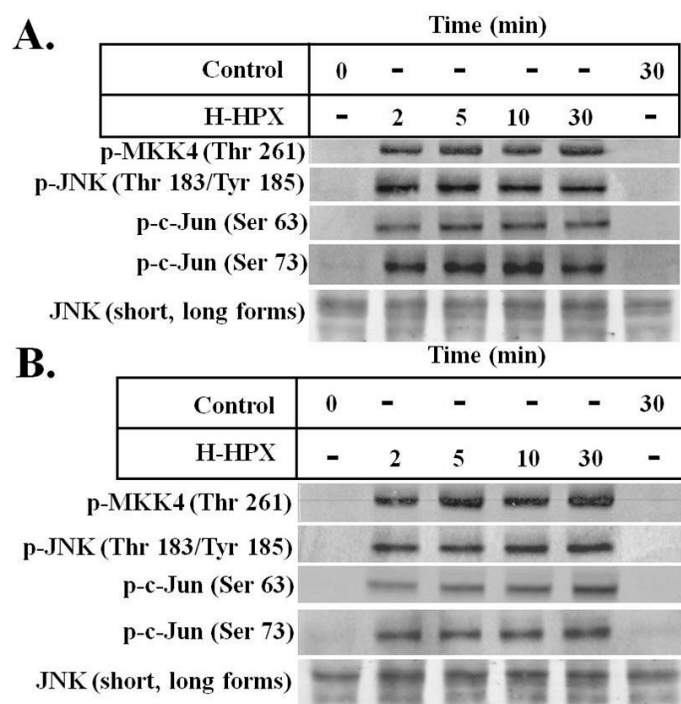 A.
Time (min)
Control 0 - - - - 30
H-HPX - 2 5 10 30 -
p-MKK4 (Thr 261)
p-JNK (Thr 183/Tyr 185)
p-c-Jun (Ser 63)
p-c-Jun (Ser 73)
JNK (short, long forms)
B.
Time (min)
Control 0 - - - - 30
H-HPX - 2 5 10 30 -
p-MKK4 (Thr 261)
p-JNK (Thr 183/Tyr 185)
p-c-Jun (Ser 63)
p-c-Jun (Ser 73)
JNK (short, long forms)